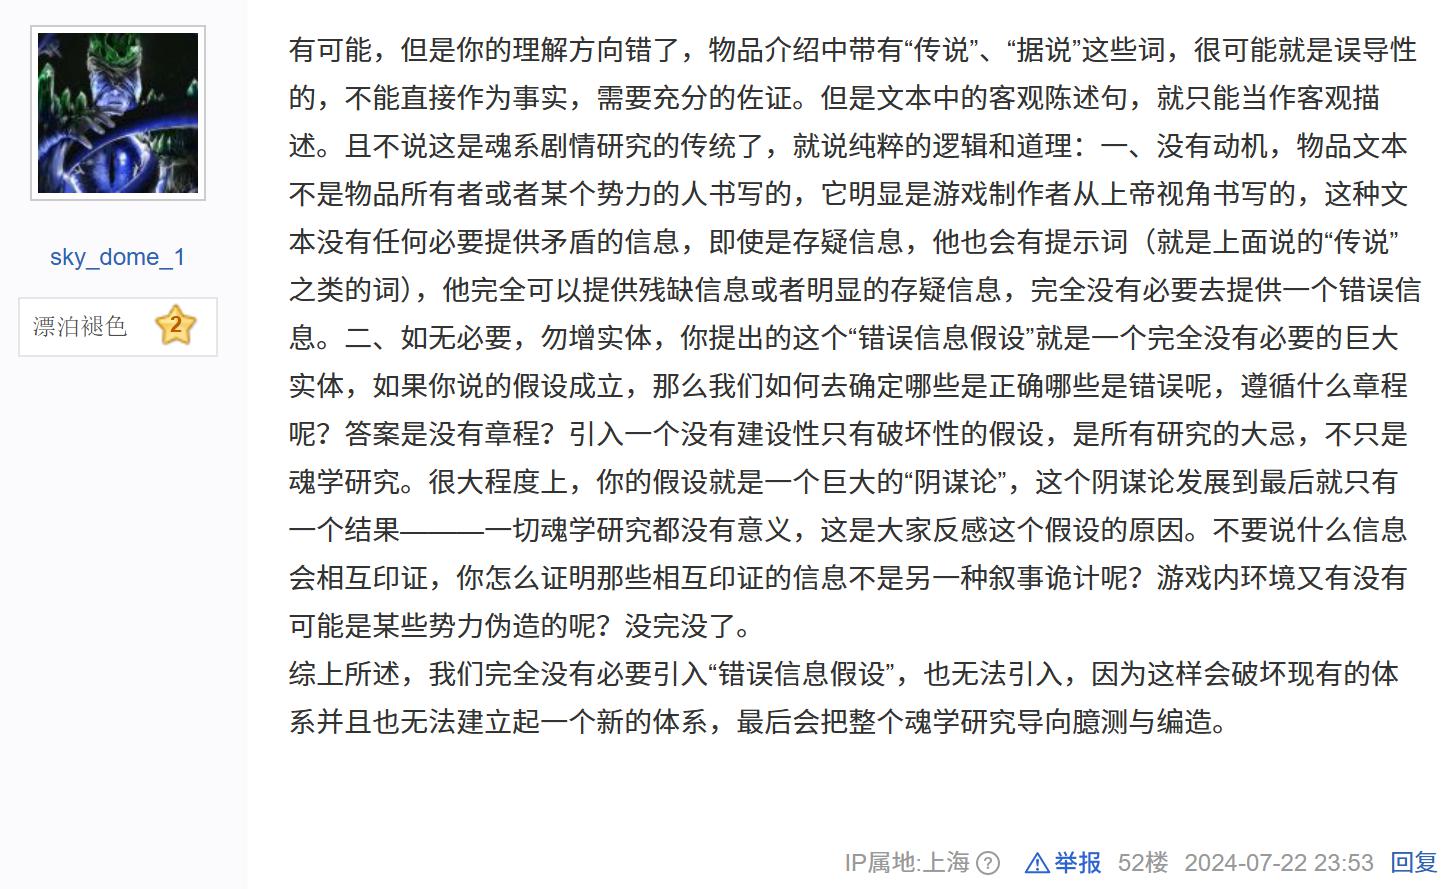 有可能，但是你的理解方向错了，物品介绍中带有“传说”、“据说”这些词，很可能就是误导性
的，不能直接作为事实，需要充分的佐证。但是文本中的客观陈述句，就只能当作客观描
述。且不说这是魂系剧情研究的传统了，就说纯粹的逻辑和道理：一、没有动机，物品文本
不是物品所有者或者某个势力的人书写的，它明显是游戏制作者从上帝视角书写的，这种文
本没有任何必要提供矛盾的信息，即使是存疑信息，他也会有提示词（就是上面说的“传说”
之类的词），他完全可以提供残缺信息或者明显的存疑信息，完全没有必要去提供一个错误信
息。二、如无必要，勿增实体，你提出的这个“错误信息假设”就是一个完全没有必要的巨大
实体，如果你说的假设成立，那么我们如何去确定哪些是正确哪些是错误呢，遵循什么章程
呢？答案是没有章程？引入一个没有建设性只有破坏性的假设，是所有研究的大忌，不只是
魂学研究。很大程度上，你的假设就是一个巨大的“阴谋论”，这个阴谋论发展到最后就只有
一个结果———一切魂学研究都没有意义，这是大家反感这个假设的原因。不要说什么信息
会相互印证，你怎么证明那些相互印证的信息不是另一种叙事诡计呢？游戏内环境又有没有
可能是某些势力伪造的呢？没完没了。
综上所述，我们完全没有必要引入“错误信息假设”，也无法引入，因为这样会破坏现有的体
系并且也无法建立起一个新的体系，最后会把整个魂学研究导向臆测与编造。
sky_dome_1
漂泊褪色 2
IP属地:上海 ? 举报 52楼 2024-07-22 23:53 回复